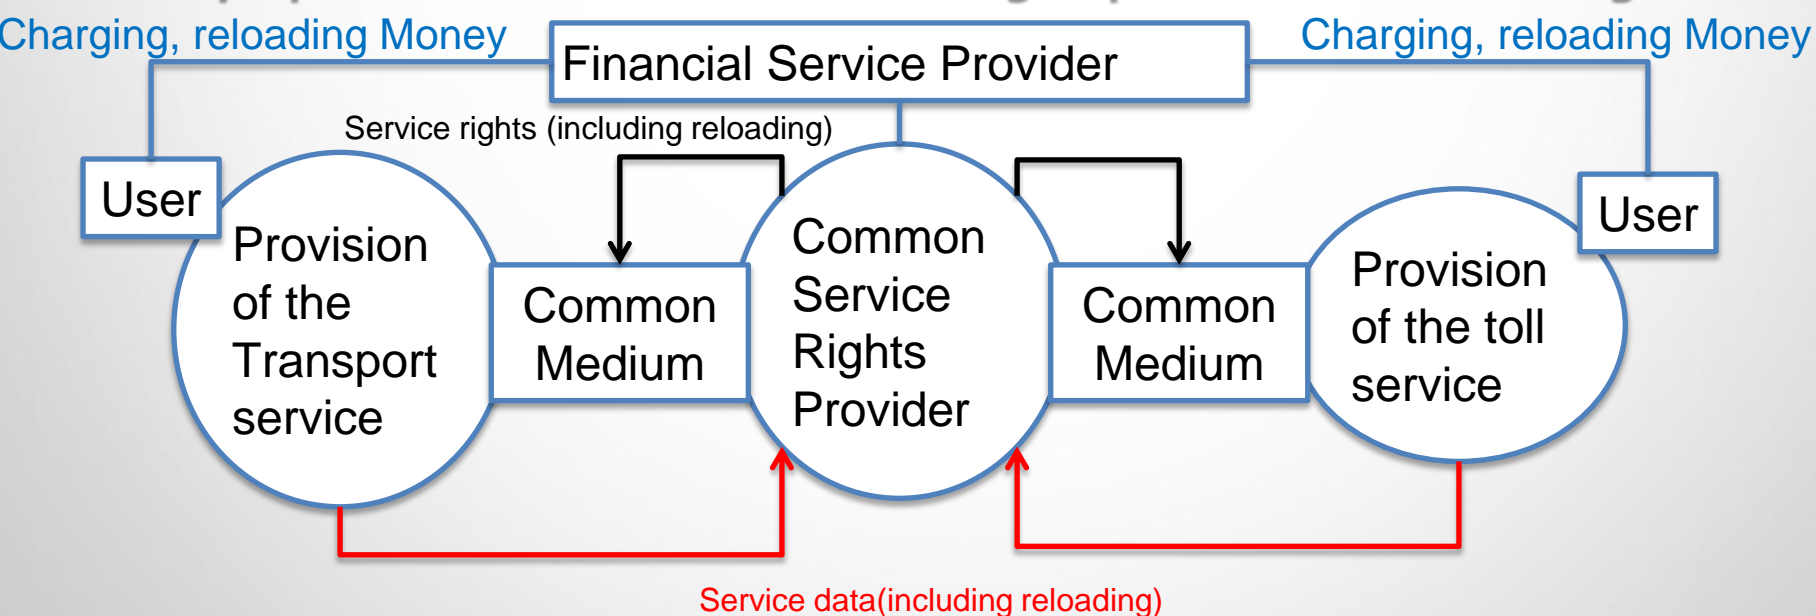 Charging, reloading Money
Charging, reloading Money
Financial Service Provider
Service rights (including reloading)
User
User
Provision
of the
Transport
service
Common
Medium
Common
Service
Rights
Provider
Common
Medium
Provision
of the toll
service
Service data(including reloading)